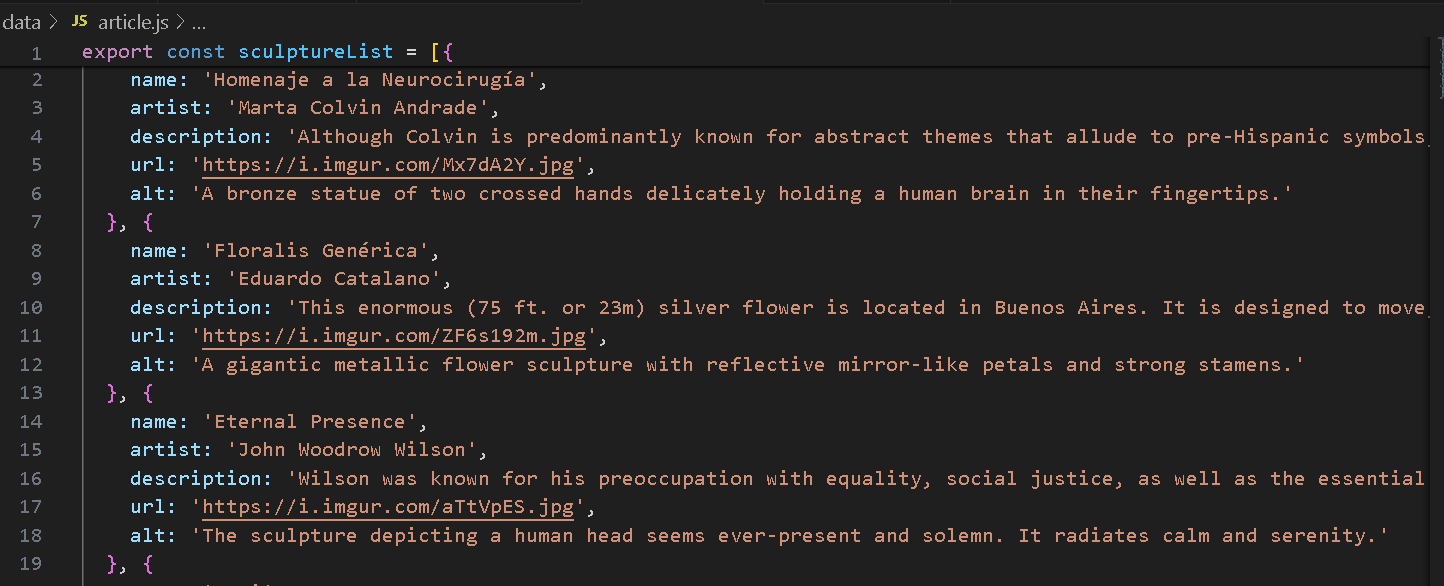 data > JS article.js > ...
1 export const sculptureList = [{
2 name: 'Homenaje a la Neurocirugía',
3 artist: 'Marta Colvin Andrade',
4 description: 'Although Colvin is predominantly known for abstract themes that allude to pre-Hispanic symbols
5 url: 'https://i.imgur.com/Mx7dA2Y.jpg',
6 alt: 'A bronze statue of two crossed hands delicately holding a human brain in their fingertips.'
7 }, {
8 name: 'Floralis Genérica',
9 artist: 'Eduardo Catalano',
10 description: 'This enormous (75 ft. or 23m) silver flower is located in Buenos Aires. It is designed to move
11 url: 'https://i.imgur.com/ZF6s192m.jpg',
12 alt: 'A gigantic metallic flower sculpture with reflective mirror-like petals and strong stamens.'
13 }, {
14 name: 'Eternal Presence',
15 artist: 'John Woodrow Wilson',
16 description: 'Wilson was known for his preoccupation with equality, social justice, as well as the essential
17 url: 'https://i.imgur.com/aTtVpES.jpg',
18 alt: 'The sculpture depicting a human head seems ever-present and solemn. It radiates calm and serenity.'
19 }, {